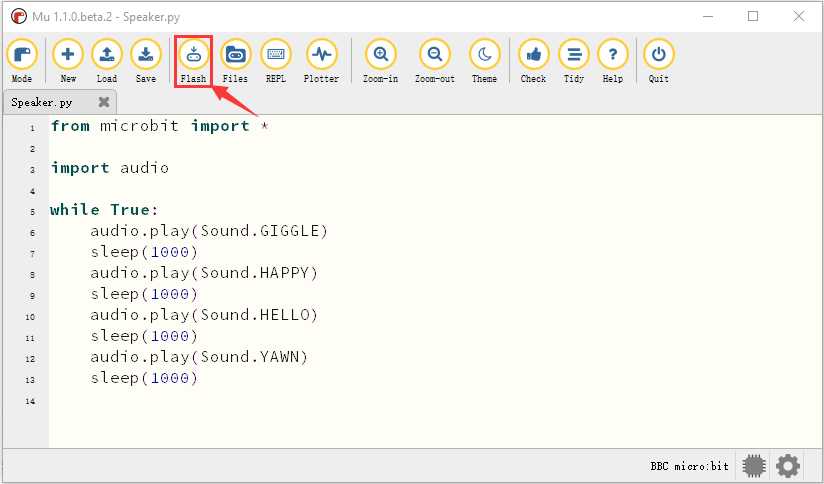 Mu 1.1.0.beta.2 - Speaker.py
Mode New Load Save Flash Files REPL Plotter Zoom-in Zoom-out Theme Check Tidy Help Quit
Speaker.py
1 from microbit import *
2
3 import audio
4
5 while True:
6     audio.play(Sound.GIGGLE)
7     sleep(1000)
8     audio.play(Sound.HAPPY)
9     sleep(1000)
10     audio.play(Sound.HELLO)
11     sleep(1000)
12     audio.play(Sound.YAWN)
13     sleep(1000)
14
BBC micro:bit